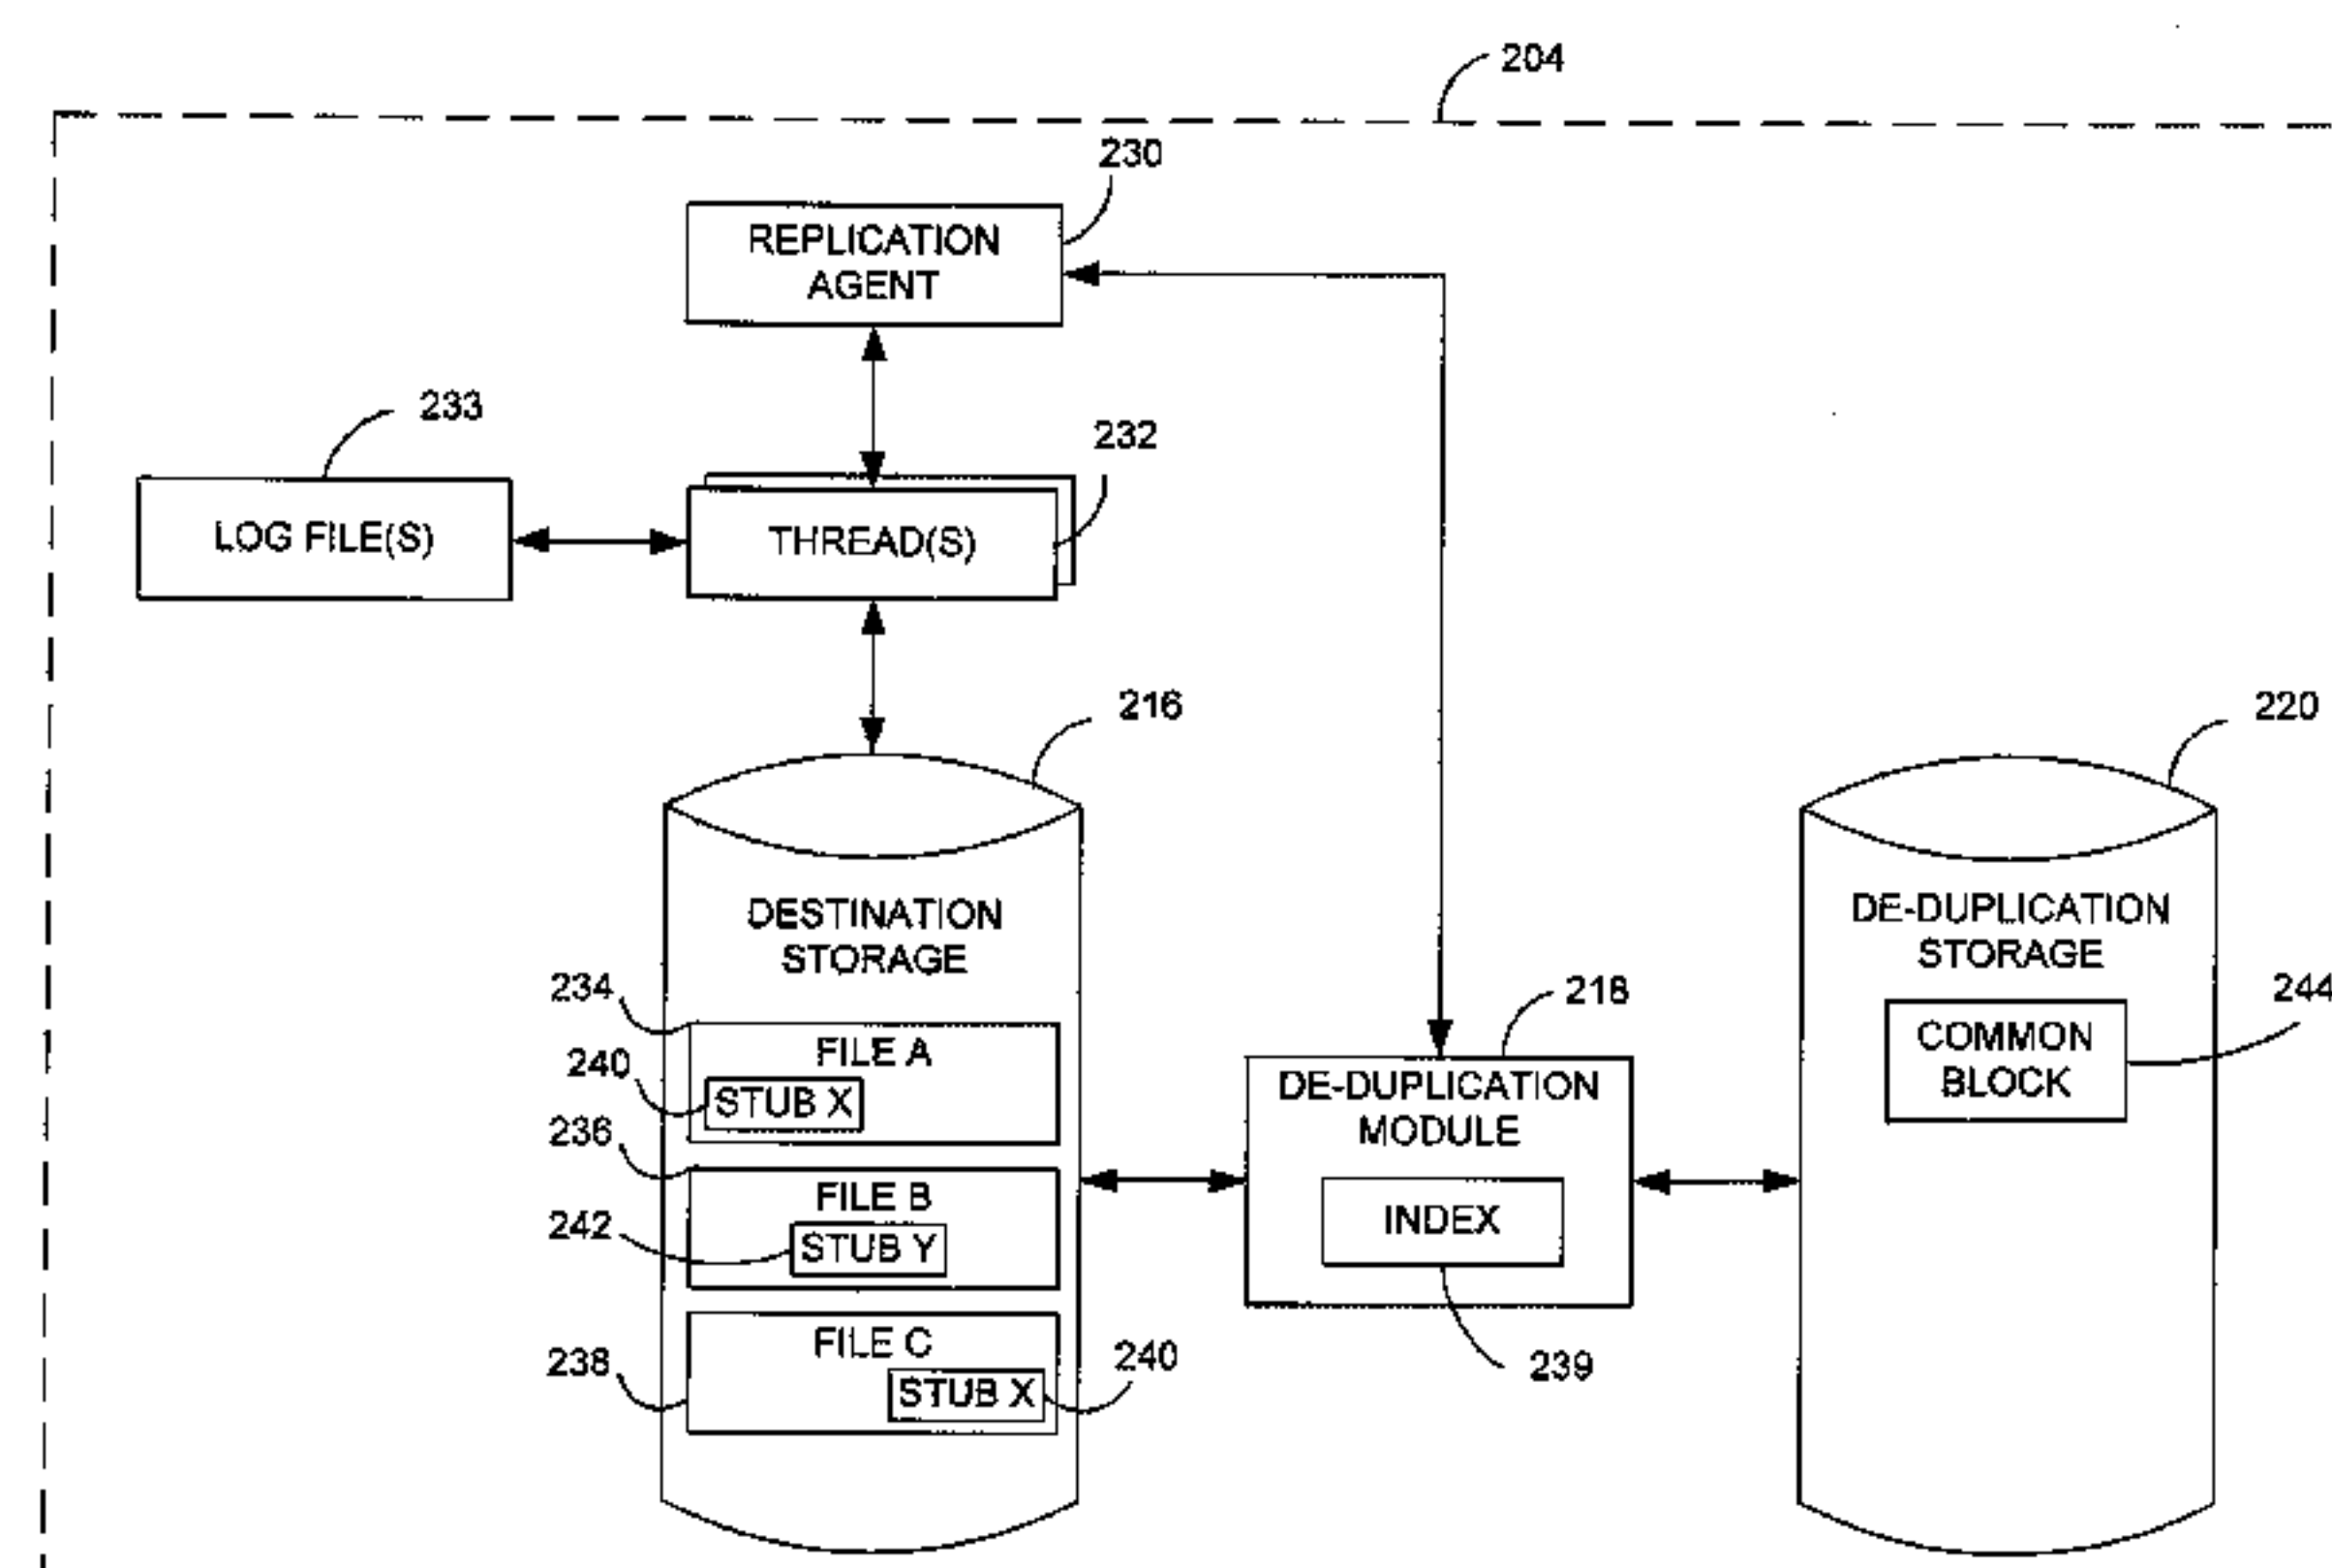 204
230
REPLICATION
AGENT
233
232
LOG FILE(S)
THREAD(S)
216
220
DESTINATION
STORAGE
DE-DUPLICATION
STORAGE
234
218
244
FILE A
COMMON
BLOCK
240
STUB X
DE-DUPLICATION
MODULE
236
FILE B
INDEX
242
STUB Y
FILE C
238
240
239
STUB X